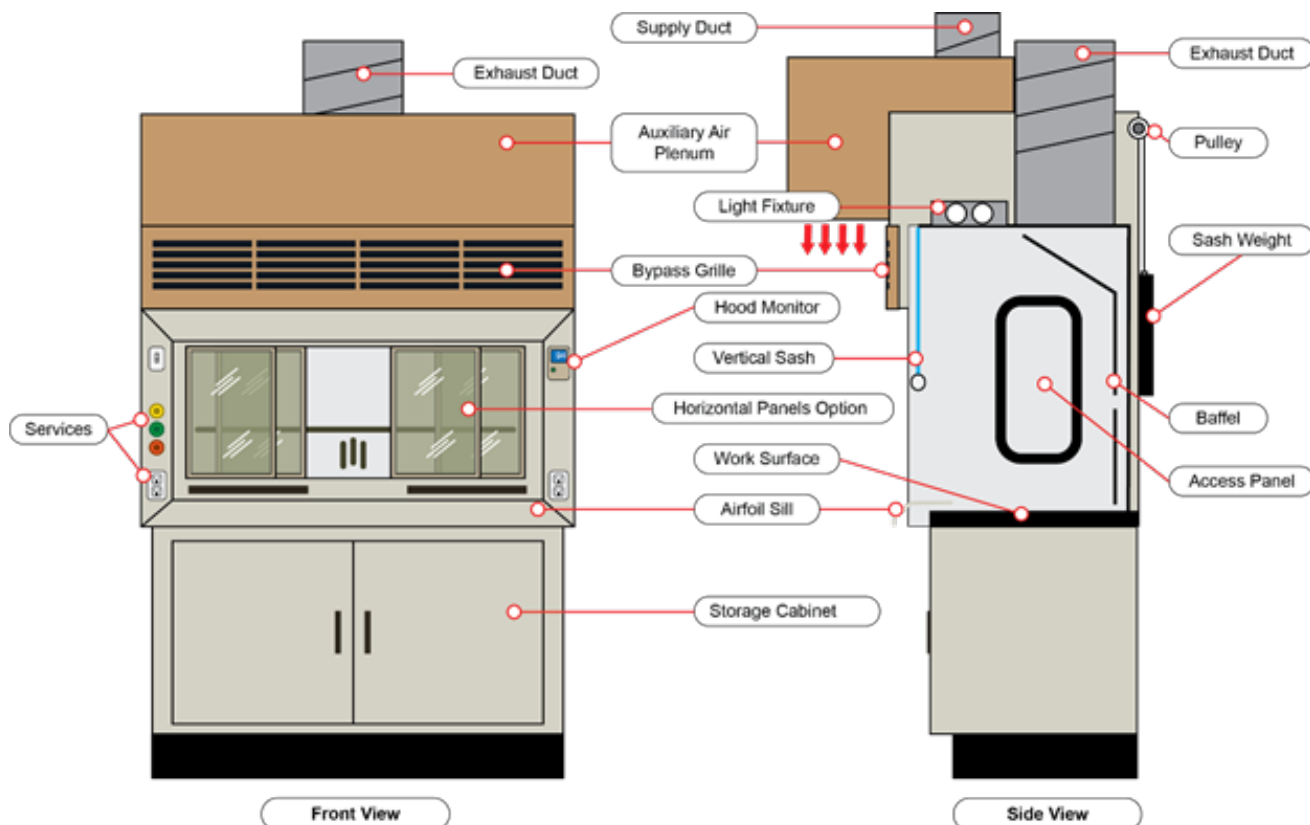 Supply Duct
Exhaust Duct
Exhaust Duct
Auxiliary Air
Plenum
Pulley
Light Fixture
Sash Weight
Bypass Grille
Hood Monitor
Vertical Sash
Horizontal Panels Option
Baffel
Services
Work Surface
Access Panel
Airfoil Sill
Storage Cabinet
Front View
Side View